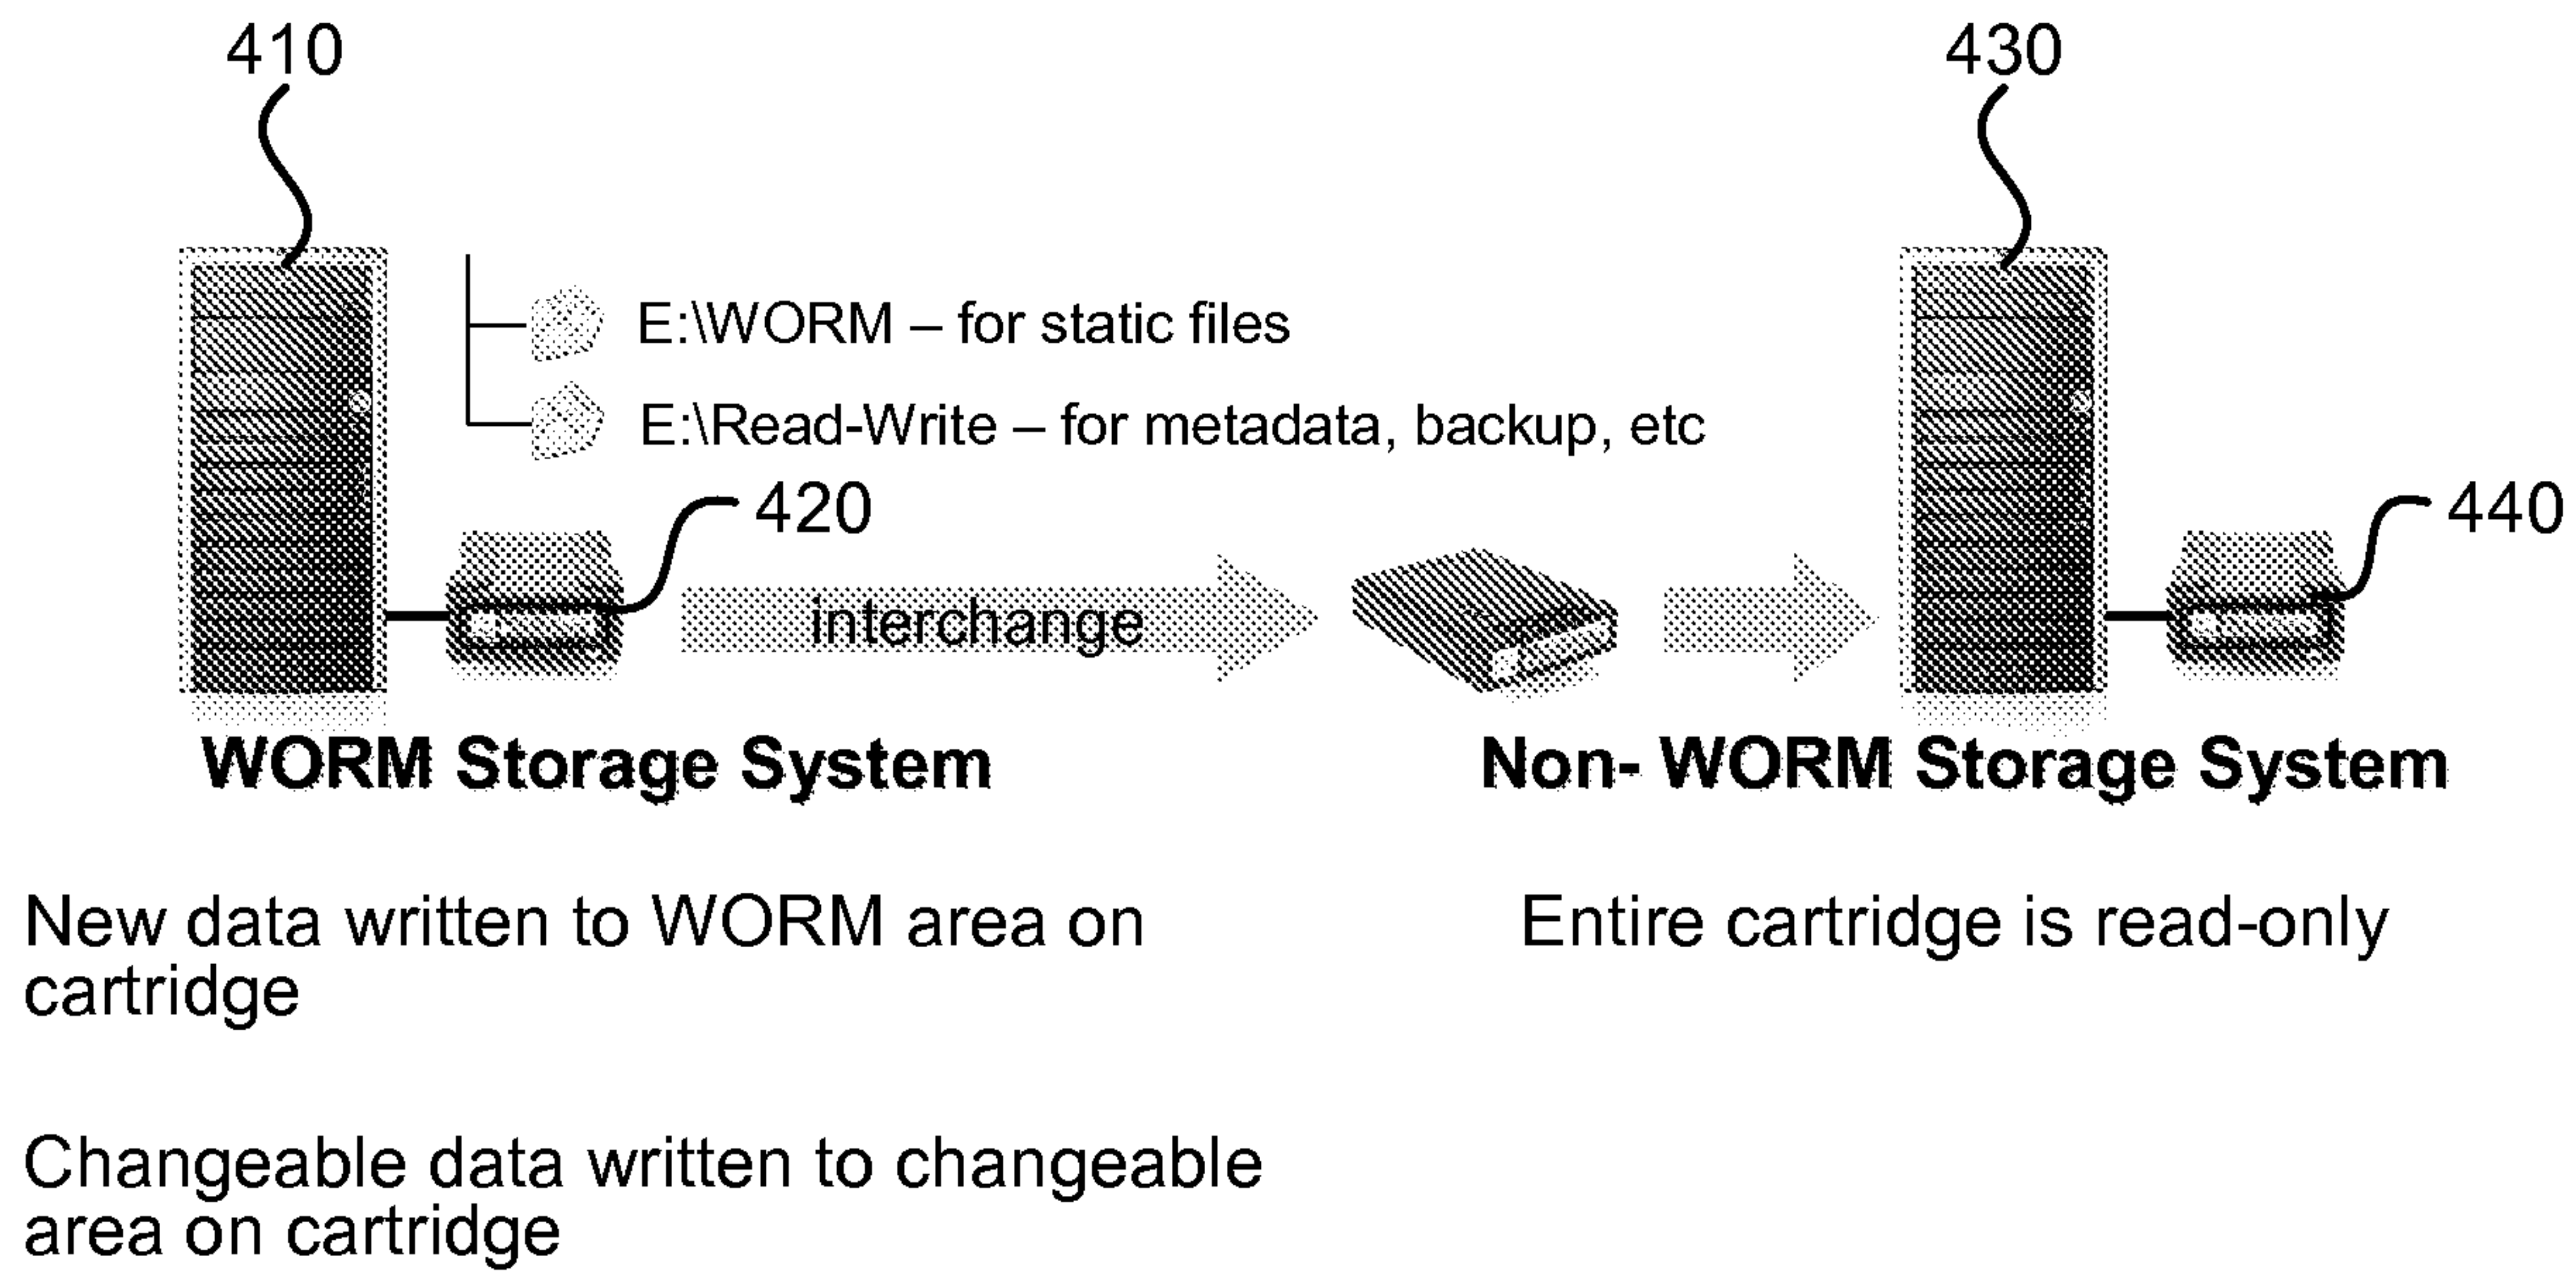 410
430
E:\WORM – for static files
E:\Read-Write – for metadata, backup, etc
420
440
interchange
WORM Storage System
Non- WORM Storage System
New data written to WORM area on
cartridge
Entire cartridge is read-only
Changeable data written to changeable
area on cartridge